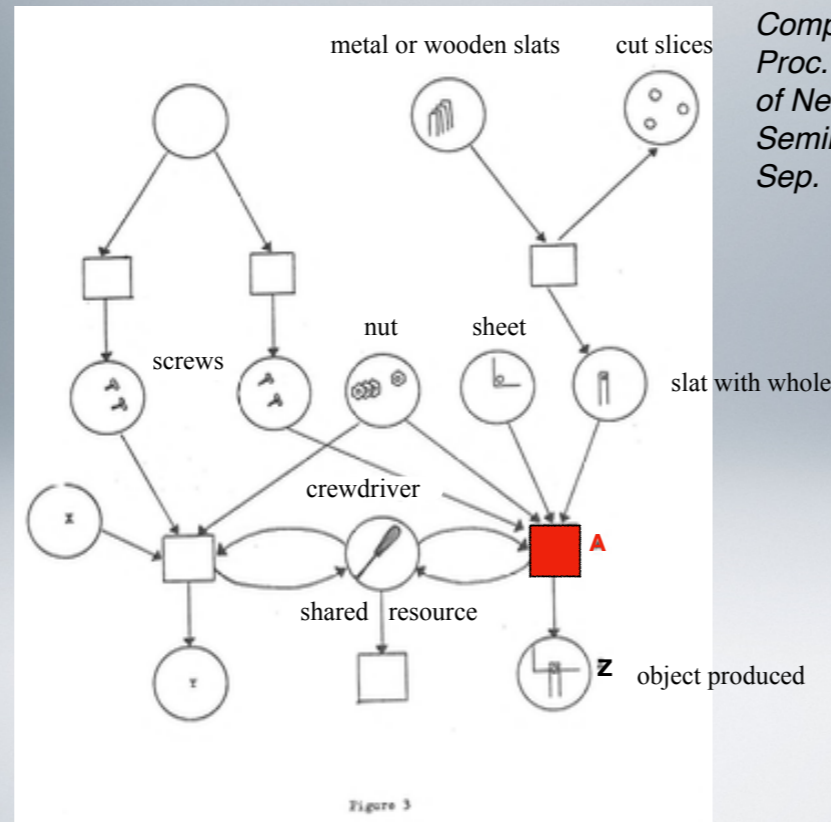 metal or wooden slats
cut slices
Comp
Proc.
of Ne
Semi
Sep.
nut
sheet
screws
slat with whole
crewdriver
X
A
shared resource
Y
Z
object produced
Figure 3